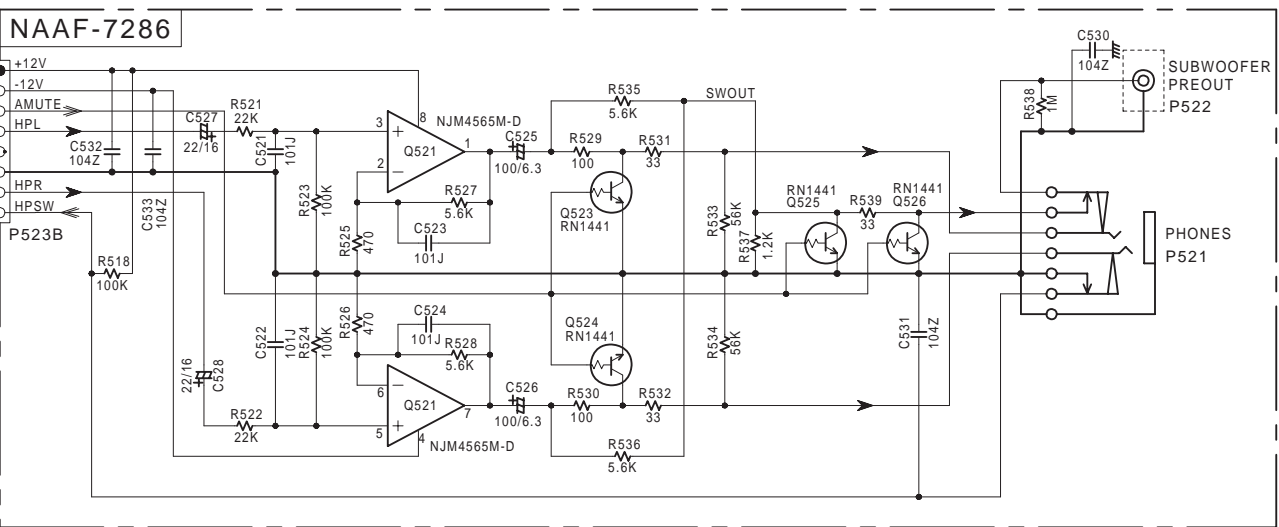 NAAF-7286
+12V
-12V
AMUTE
HPL
HPR
HPSW
P523B
C532
104Z
C533
104Z
C527
22/16
R521
22K
C521
101J
R523
100K
R518
100K
3
2
8
1
Q521
NJM4565M-D
R525
470
R527
5.6K
C523
101J
C525
100/6.3
R535
5.6K
R529
100
R531
33
Q523
RN1441
SWOUT
R533
56K
R537
1.2K
RN1441
Q525
R539
33
RN1441
Q526
C530
104Z
R538
1M
SUBWOOFER
PREOUT
P522
PHONES
P521
22/16
C528
R522
22K
C522
101J
R524
100K
R526
470
C524
101J
R528
5.6K
6
5
7
4
Q521
NJM4565M-D
C526
100/6.3
Q524
RN1441
R530
100
R532
33
R536
5.6K
R534
56K
C531
104Z